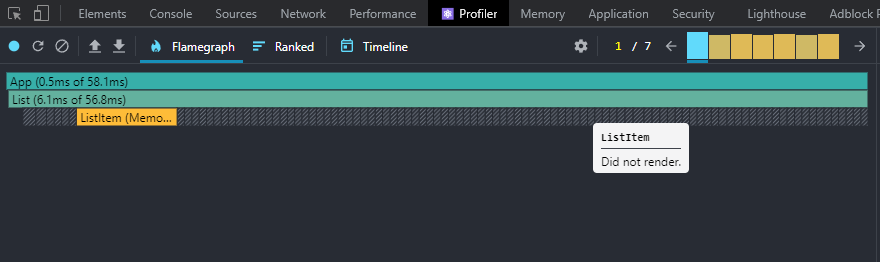 Elements Console Sources Network Performance Profiler Memory Application Security Lighthouse Adblock P
Flamegraph Ranked Timeline 1 / 7
App (0.5ms of 58.1ms)
List (6.1ms of 56.8ms)
ListItem (Memo...
ListItem
Did not render.